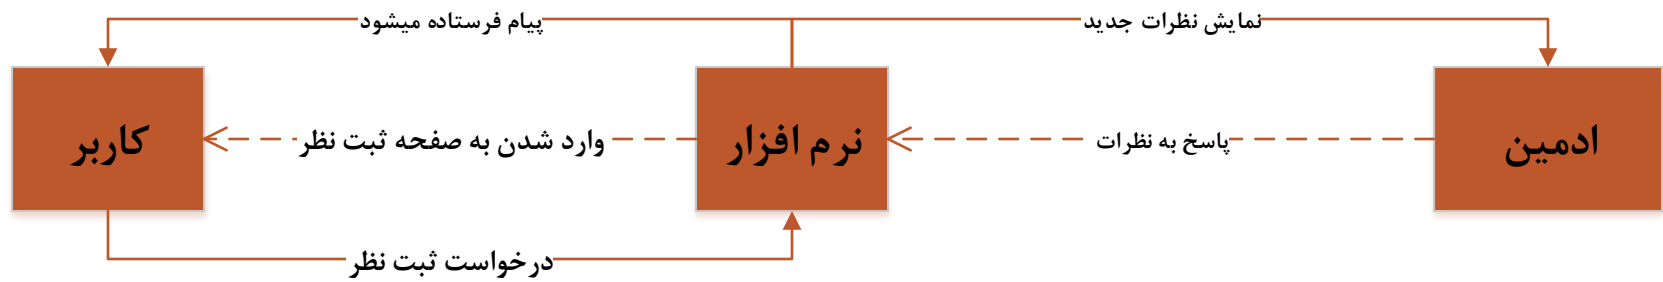 نمایش نظرات جدید
پیام فرستاده میشود
ادمین
پاسخ به نظرات
نرم افزار
وارد شدن به صفحه ثبت نظر
کاربر
درخواست ثبت نظر